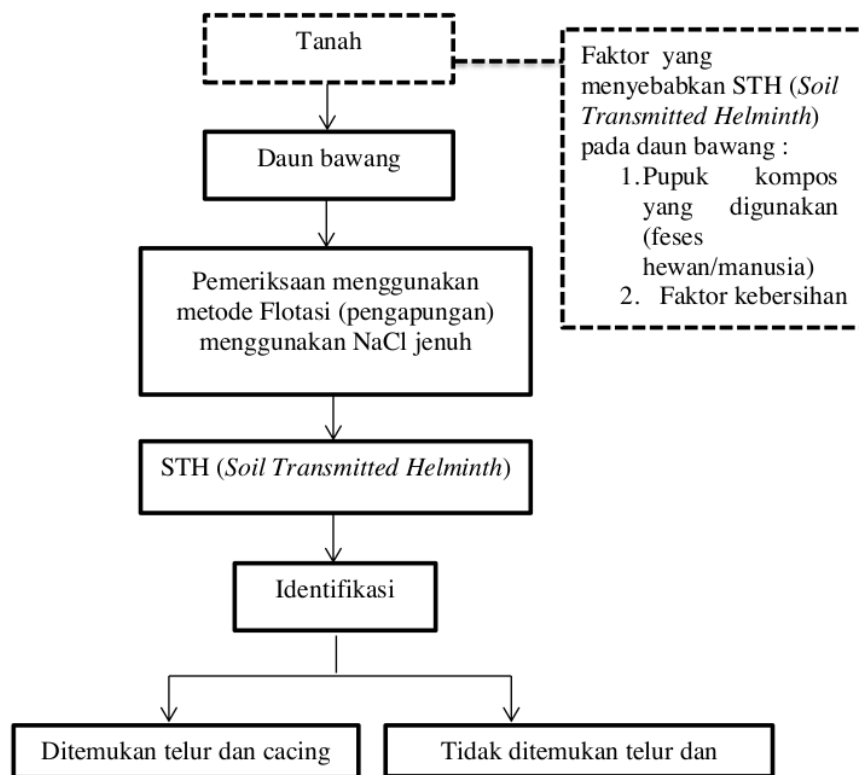 Tanah
Faktor yang
menyebabkan STH (Soil
Transmitted Helminth)
pada daun bawang :
1. Pupuk kompos
yang digunakan
(feses
hewan/manusia)
2. Faktor kebersihan
Daun bawang
Pemeriksaan menggunakan
metode Flotasi (pengapungan)
menggunakan NaCl jenuh
STH (Soil Transmitted Helminth)
Identifikasi
Ditemukan telur dan cacing
Tidak ditemukan telur dan